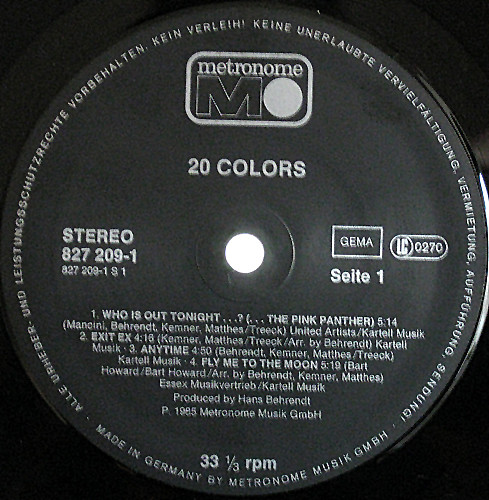 ALLE URHEBER- UND LEISTUNGSSCHUTZRECHTE VORBEHALTEN. KEIN VERLEIH! KEINE UNERLAUBTE VERVIELFÄLTIGUNG, VERMIETUNG, AUFFÜHRUNG, SENDUNG!
metronome
M
20 COLORS
STEREO
827 209-1
827 209-1 S 1
GEMA
LC 0270
Seite 1
1. WHO IS OUT TONIGHT ...? (... THE PINK PANTHER) 5:14
(Mancini, Behrendt, Kemner, Matthes/Treeck) United Artists/Kartell Musik
2. EXIT EX 4:16 (Kemner, Matthes/Treeck/Arr. by Behrendt) Kartell
Musik · 3. ANYTIME 4:50 (Behrendt, Kemner, Matthes/Treeck)
Kartell Musik · 4. FLY ME TO THE MOON 5:19 (Bart
Howard/Bart Howard/Arr. by Behrendt, Kemner, Matthes)
Essex Musikvertrieb/Kartell Musik
Produced by Hans Behrendt
P. 1985 Metronome Musik GmbH
33 ⅓ rpm
· MADE IN GERMANY BY METRONOME MUSIK GMBH ·